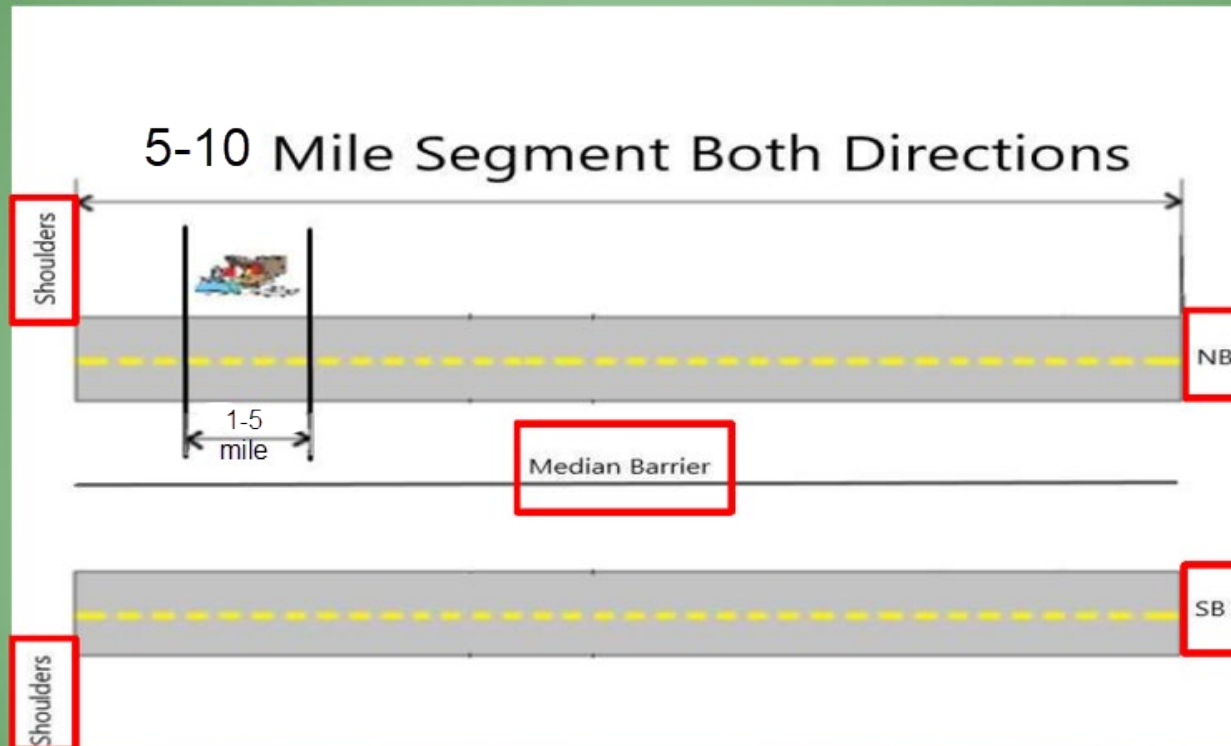 5-10 Mile Segment Both Directions
Shoulders
NB
1-5
mile
Median Barrier
SB
Shoulders